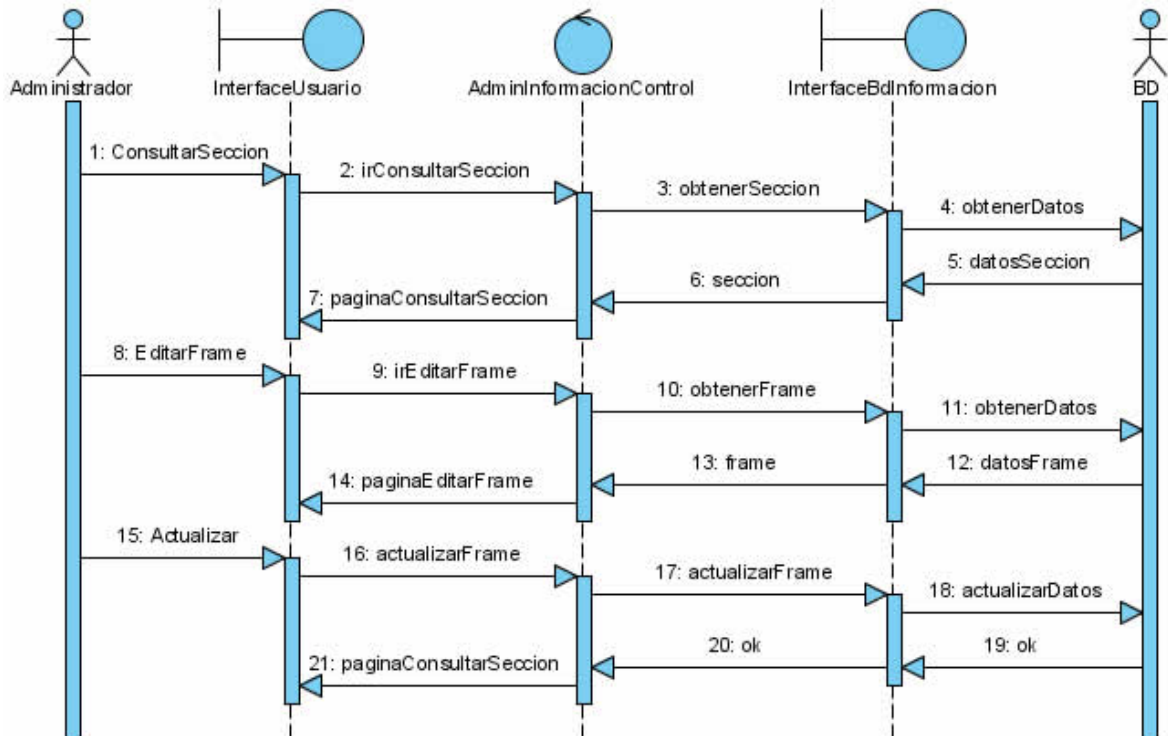 Administrador
InterfaceUsuario
AdminInformacionControl
InterfaceBdInformacion
BD
1: ConsultarSeccion
2: irConsultarSeccion
3: obtenerSeccion
4: obtenerDatos
5: datosSeccion
6: seccion
7: paginaConsultarSeccion
8: EditarFrame
9: irEditarFrame
10: obtenerFrame
11: obtenerDatos
12: datosFrame
13: frame
14: paginaEditarFrame
15: Actualizar
16: actualizarFrame
17: actualizarFrame
18: actualizarDatos
19: ok
20: ok
21: paginaConsultarSeccion